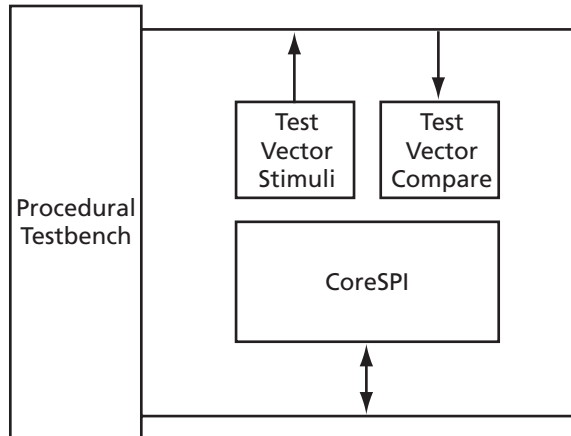 Test
Vector
Stimuli
Test
Vector
Compare
Procedural
Testbench
CoreSPI